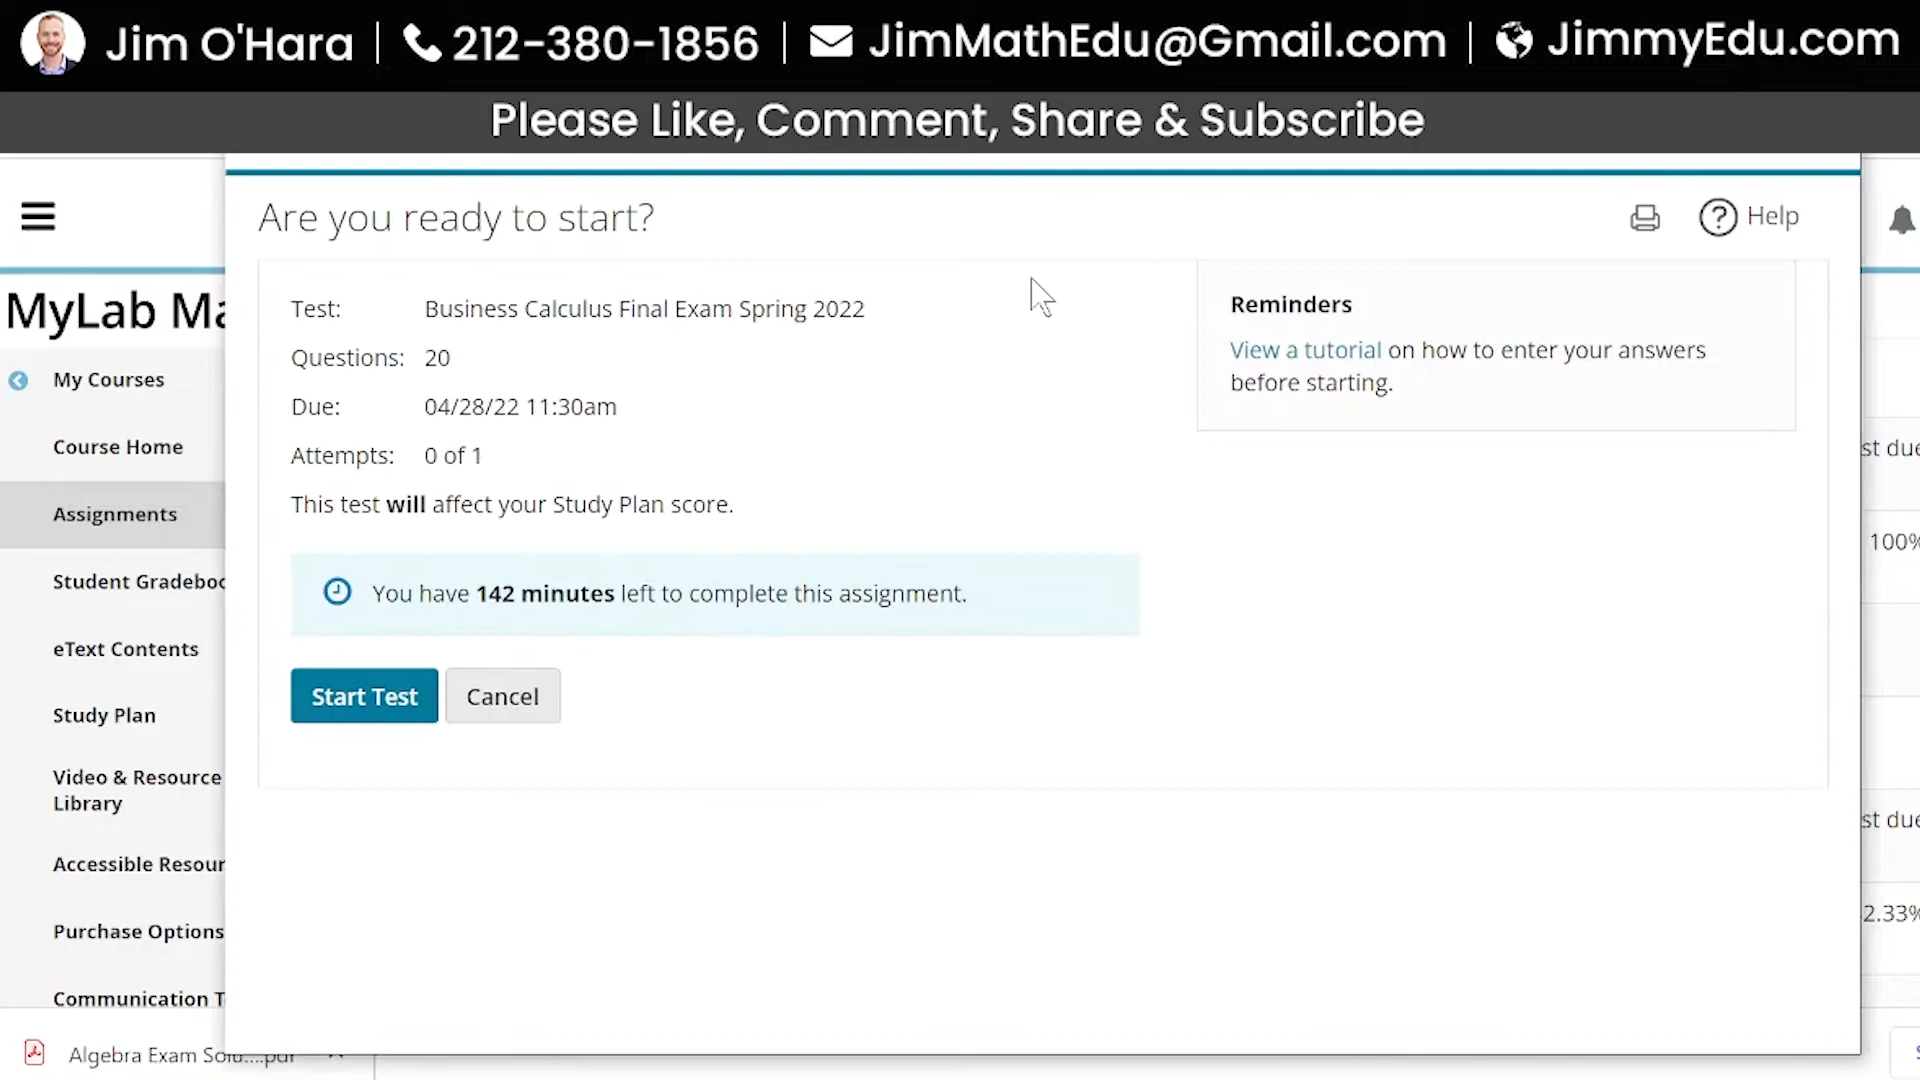 Jim O'Hara | 212-380-1856 | JimMathEdu@Gmail.com | JimmyEdu.com
Please Like, Comment, Share & Subscribe
Are you ready to start?
Help
MyLab Ma
My Courses
Course Home
Assignments
Student Gradeboo
eText Contents
Study Plan
Video & Resource
Library
Accessible Resour
Purchase Options
Communication T
Test: Business Calculus Final Exam Spring 2022
Questions: 20
Due: 04/28/22 11:30am
Attempts: 0 of 1
This test will affect your Study Plan score.
You have 142 minutes left to complete this assignment.
Start Test
Cancel
Reminders
View a tutorial on how to enter your answers
before starting.
st due
100%
st due
2.33%
Algebra Exam Solu....pdf